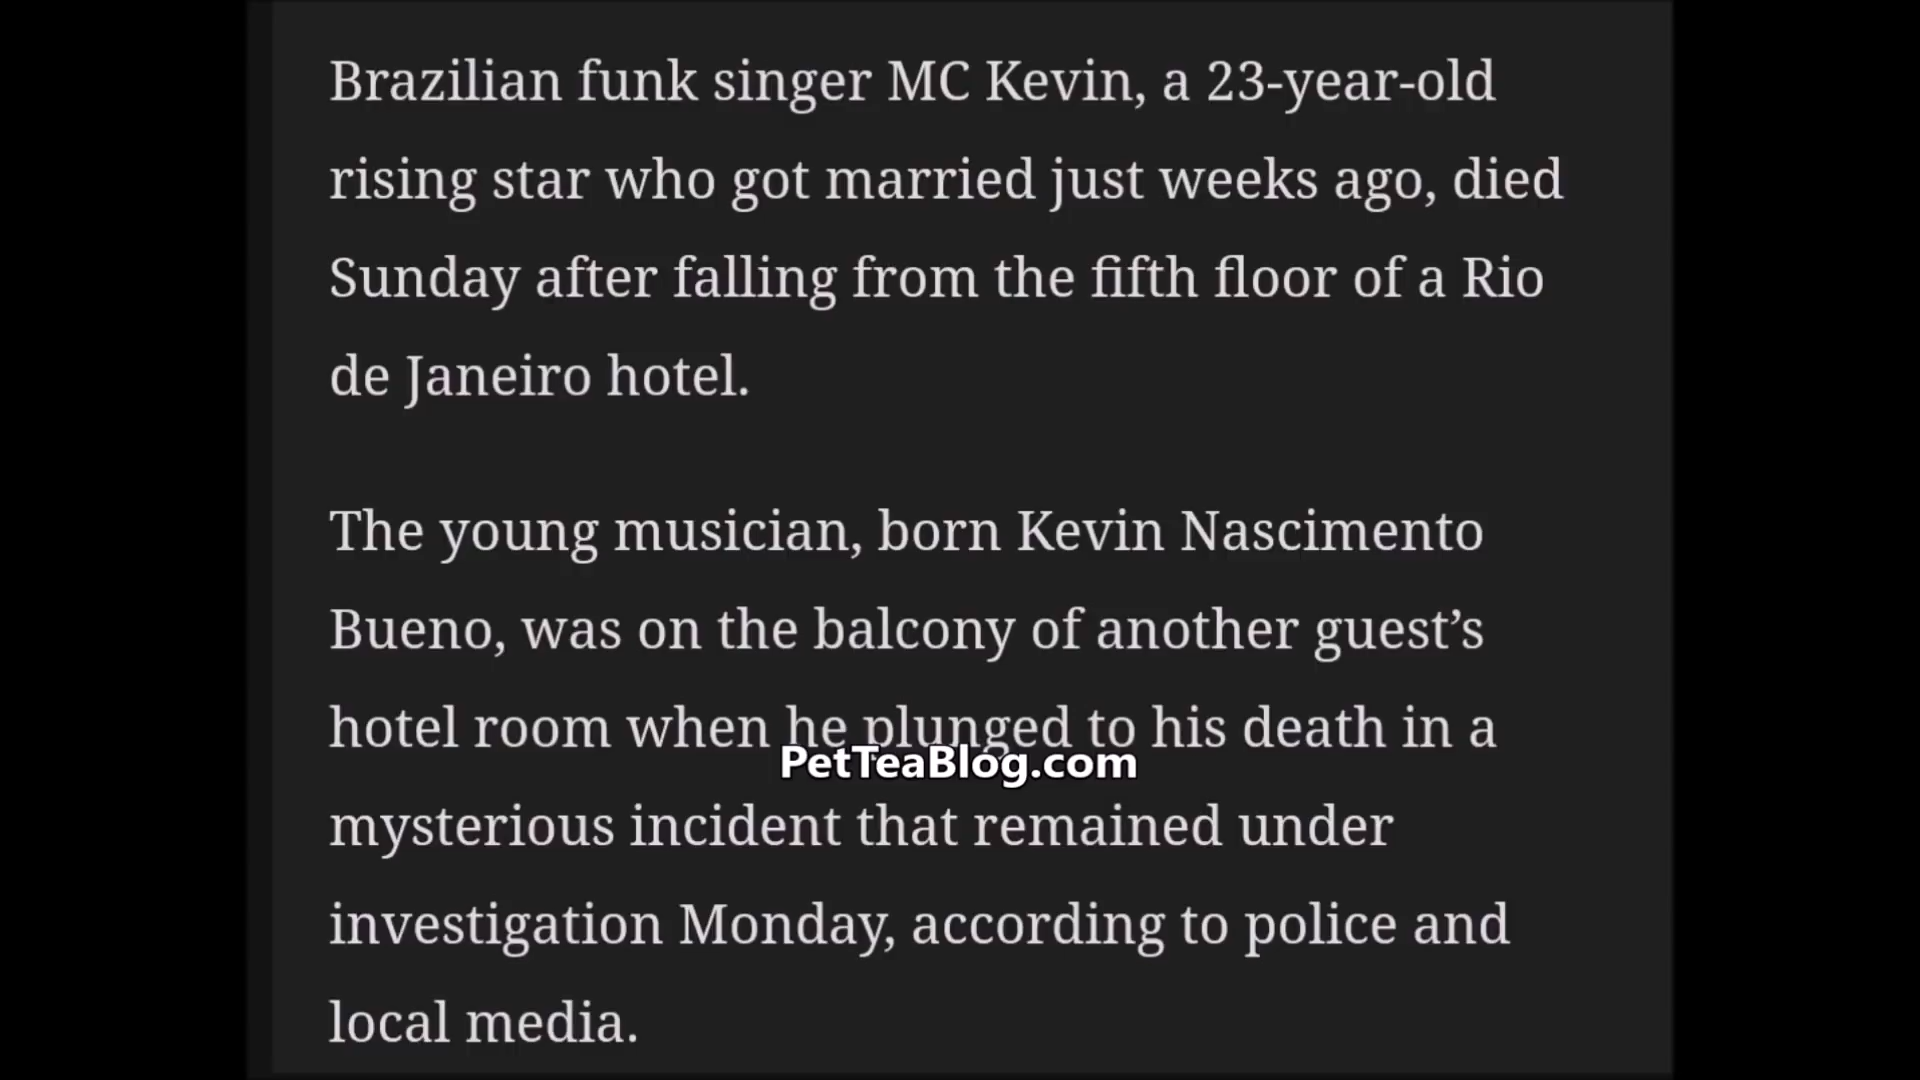 Brazilian funk singer MC Kevin, a 23-year-old
rising star who got married just weeks ago, died
Sunday after falling from the fifth floor of a Rio
de Janeiro hotel.
The young musician, born Kevin Nascimento
Bueno, was on the balcony of another guest’s
hotel room when he plunged to his death in a
PetTeaBlog.com
mysterious incident that remained under
investigation Monday, according to police and
local media.